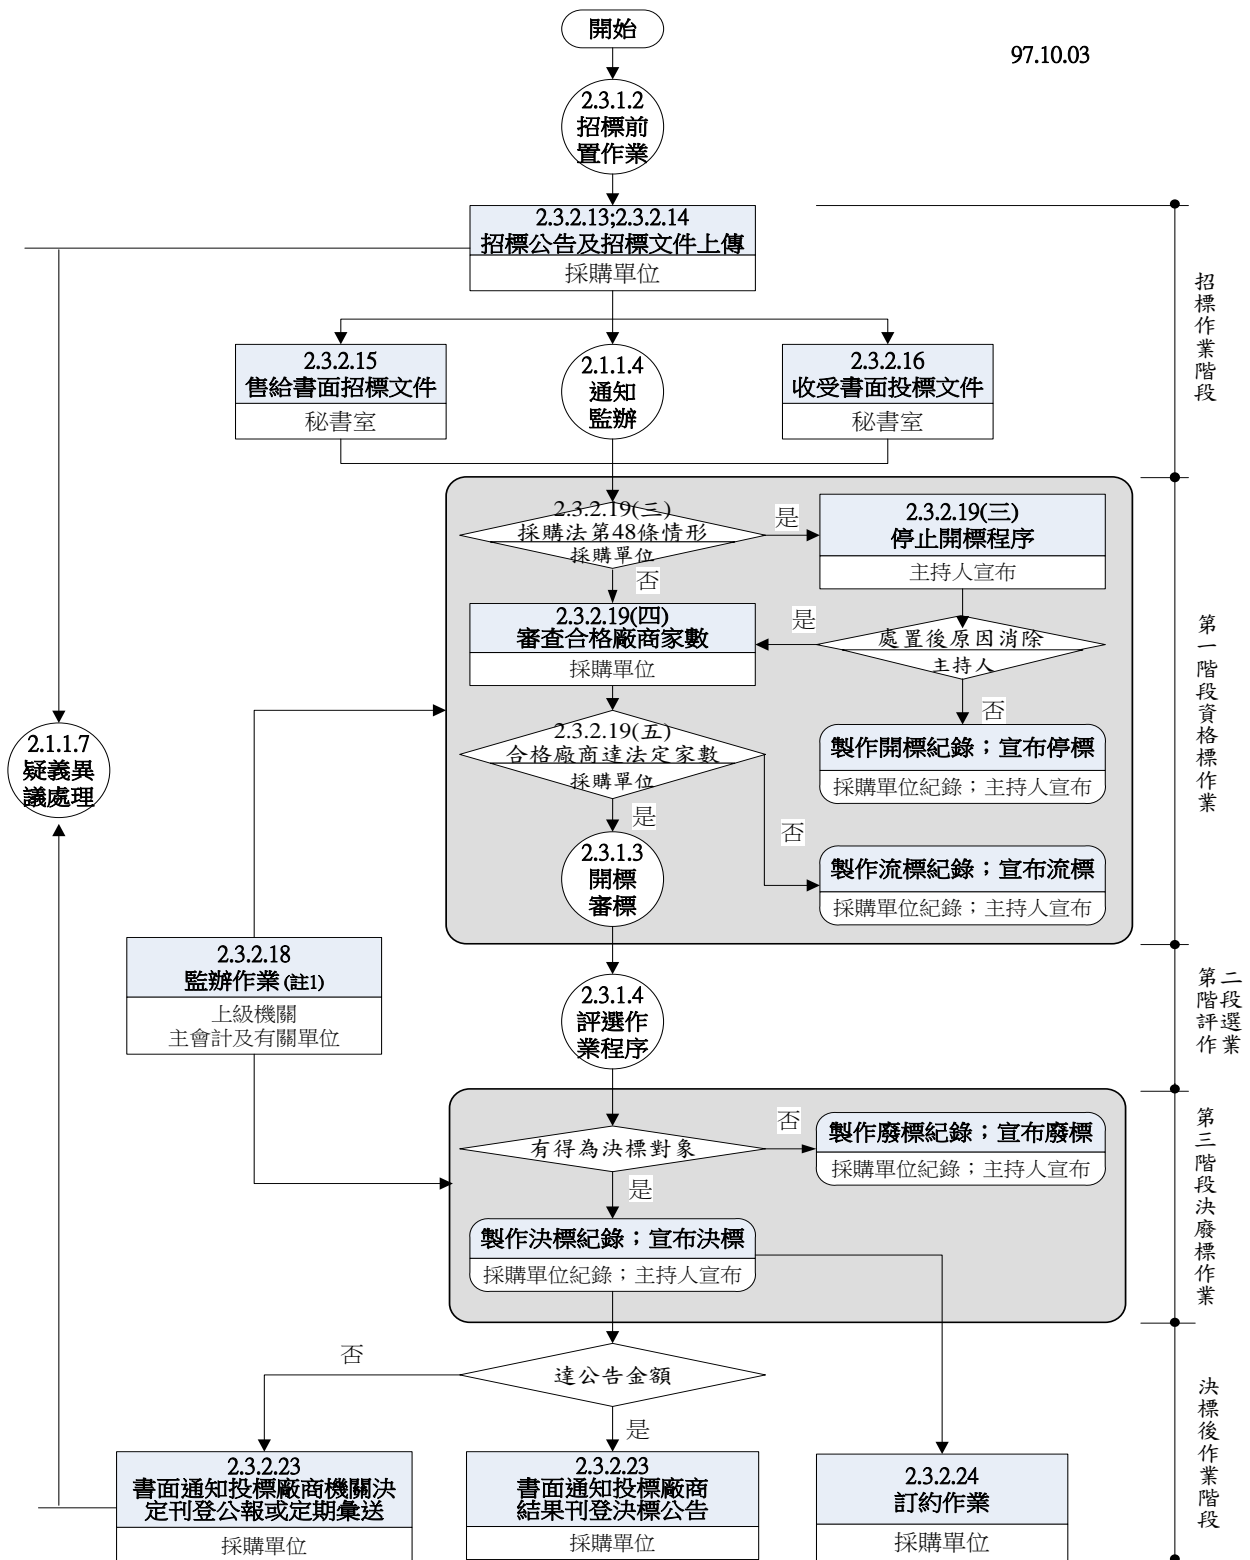 開始
97.10.03
2.3.1.2
招標前
置作業
2.3.2.13;2.3.2.14
招標公告及招標文件上傳
採購單位
招標作業階段
2.3.2.15
售給書面招標文件
秘書室
2.1.1.4
通知
監辦
2.3.2.16
收受書面投標文件
秘書室
2.3.2.19(三)
採購法第48條情形
採購單位
是
否
2.3.2.19(三)
停止開標程序
主持人宣布
2.3.2.19(四)
審查合格廠商家數
採購單位
是
處置後原因消除
主持人
否
第一階段資格標作業
2.3.2.19(五)
合格廠商達法定家數
採購單位
是
否
製作開標紀錄；宣布停標
採購單位紀錄；主持人宣布
2.1.1.7
疑義異
議處理
2.3.1.3
開標
審標
製作流標紀錄；宣布流標
採購單位紀錄；主持人宣布
2.3.2.18
監辦作業(註1)
上級機關
主會計及有關單位
2.3.1.4
評選作
業程序
第二
階段
評選
作業
有得為決標對象
否
是
製作廢標紀錄；宣布廢標
採購單位紀錄；主持人宣布
第三階段決廢標作業
製作決標紀錄；宣布決標
採購單位紀錄；主持人宣布
達公告金額
否
是
決標後作業階段
2.3.2.23
書面通知投標廠商機關決
定刊登公報或定期彙送
採購單位
2.3.2.23
書面通知投標廠商
結果刊登決標公告
採購單位
2.3.2.24
訂約作業
採購單位